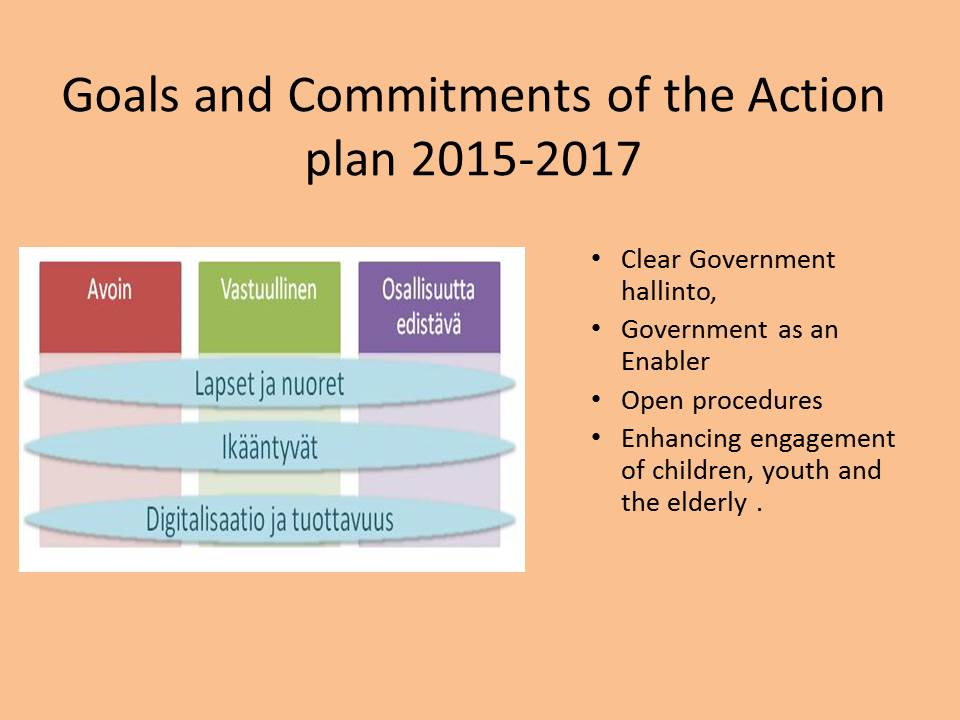 Goals and Commitments of the Action
plan 2015-2017
Avoin
Vastuullinen
Osallisuutta
edistävä
Lapset ja nuoret
Ikääntyvät
Digitalisaatio ja tuottavuus
• Clear Government
hallinto,
• Government as an
Enabler
• Open procedures
• Enhancing engagement
of children, youth and
the elderly .